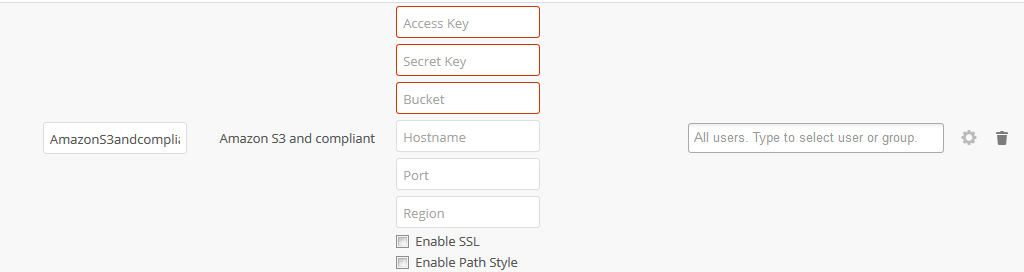 Access Key
Secret Key
Bucket
AmazonS3andcompli
Amazon S3 and compliant
Hostname
All users. Type to select user or group.
Port
Region
Enable SSL
Enable Path Style